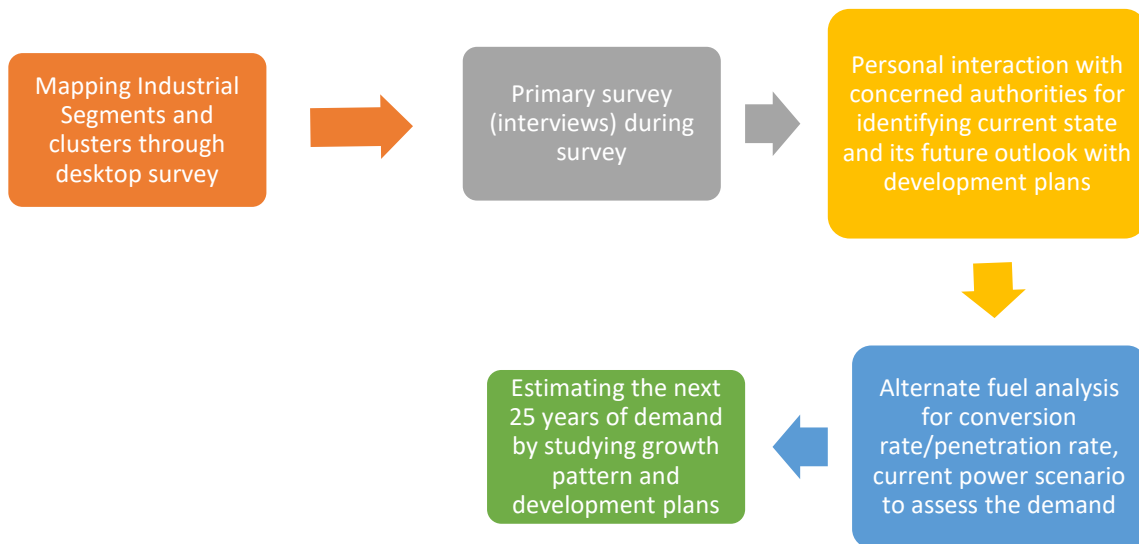 Mapping Industrial
Segments and
clusters through
desktop survey
Primary survey
(interviews) during
survey
Personal interaction with
concerned authorities for
identifying current state
and its future outlook with
development plans
Alternate fuel analysis
for conversion
rate/penetration rate,
current power scenario
to assess the demand
Estimating the next
25 years of demand
by studying growth
pattern and
development plans